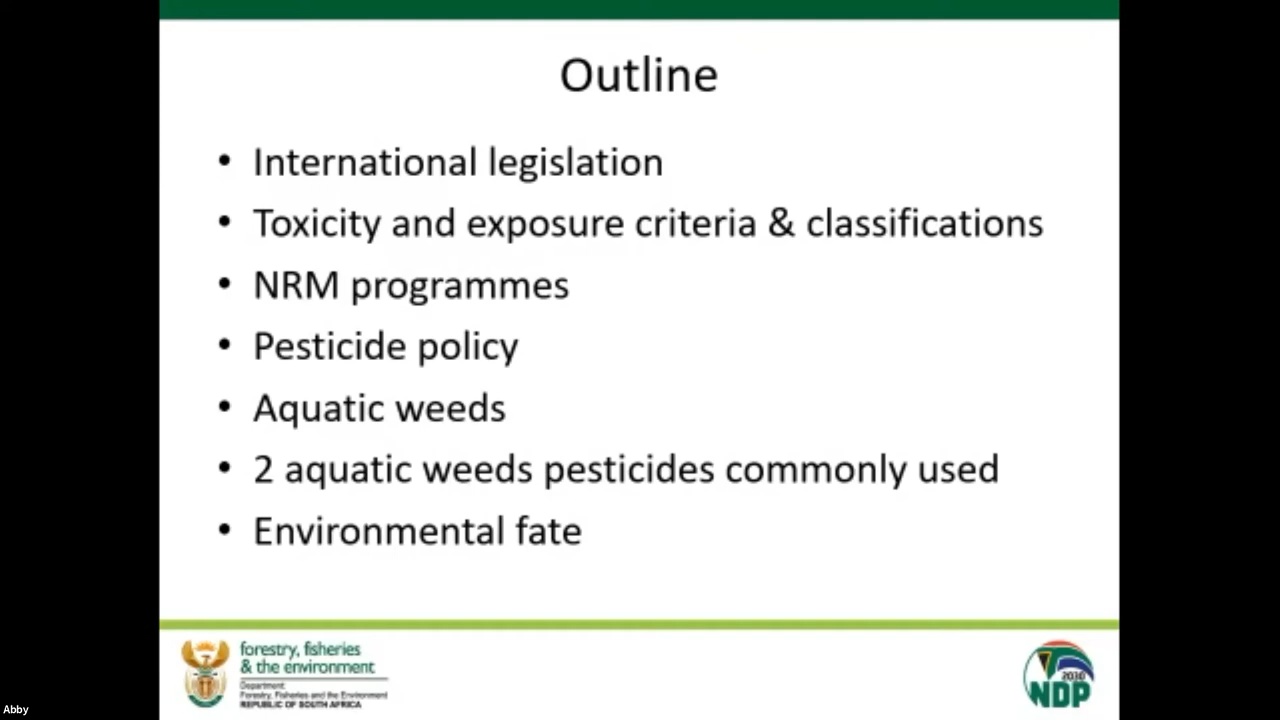 Outline
• International legislation
• Toxicity and exposure criteria & classifications
• NRM programmes
• Pesticide policy
• Aquatic weeds
• 2 aquatic weeds pesticides commonly used
• Environmental fate
forestry, fisheries
& the environment
Department:
Forestry, Fisheries and the Environment
REPUBLIC OF SOUTH AFRICA
2030
NDP
Abby